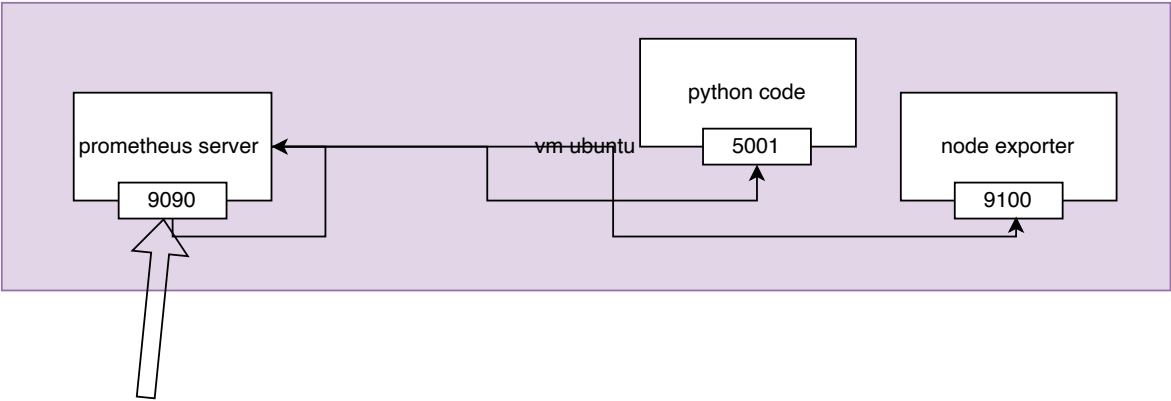 python code
prometheus server
vm ubuntu
5001
node exporter
9090
9100